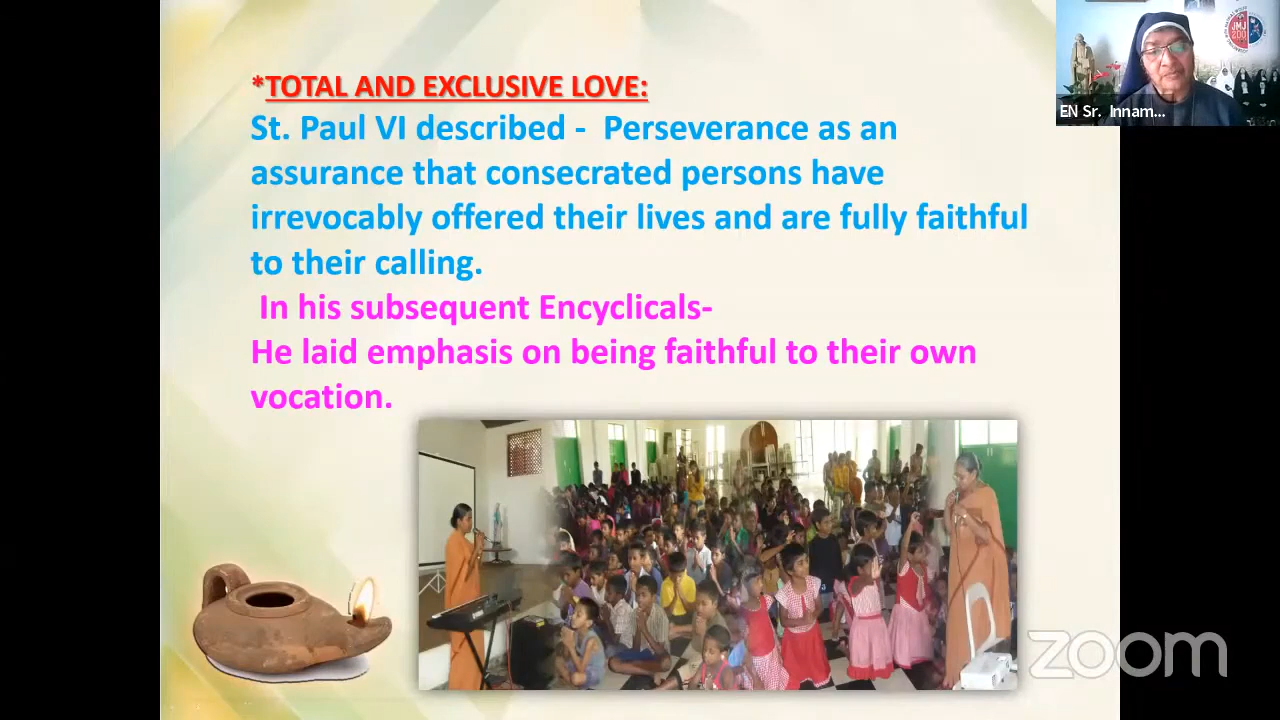 *TOTAL AND EXCLUSIVE LOVE:
St. Paul VI described - Perseverance as an
assurance that consecrated persons have
irrevocably offered their lives and are fully faithful
to their calling.
In his subsequent Encyclicals-
He laid emphasis on being faithful to their own
vocation.
JMJ
200
EN Sr. Innam...
zoom